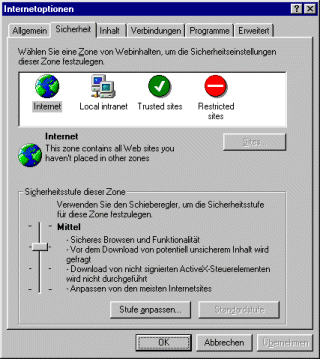 Internetoptionen
Allgemein Sicherheit Inhalt Verbindungen Programme Erweitert
Wählen Sie eine Zone von Webinhalten, um die Sicherheitseinstellungen
dieser Zone festzulegen.
Internet Local intranet Trusted sites Restricted
sites
Internet
This zone contains all Web sites you
haven't placed in other zones
Sites...
Sicherheitsstufe dieser Zone
Verwenden Sie den Schieberegler, um die Sicherheitsstufe
für diese Zone festzulegen.
Mittel
- Sicheres Browsen und Funktionalität
- Vor dem Download von potentiell unsicherem Inhalt wird
gefragt
- Download von nicht signierten ActiveX-Steuerelementen
wird nicht durchgeführt
- Anpassen von den meisten Internetsites
Stufe anpassen... Standardstufe
OK Abbrechen Übernehmen